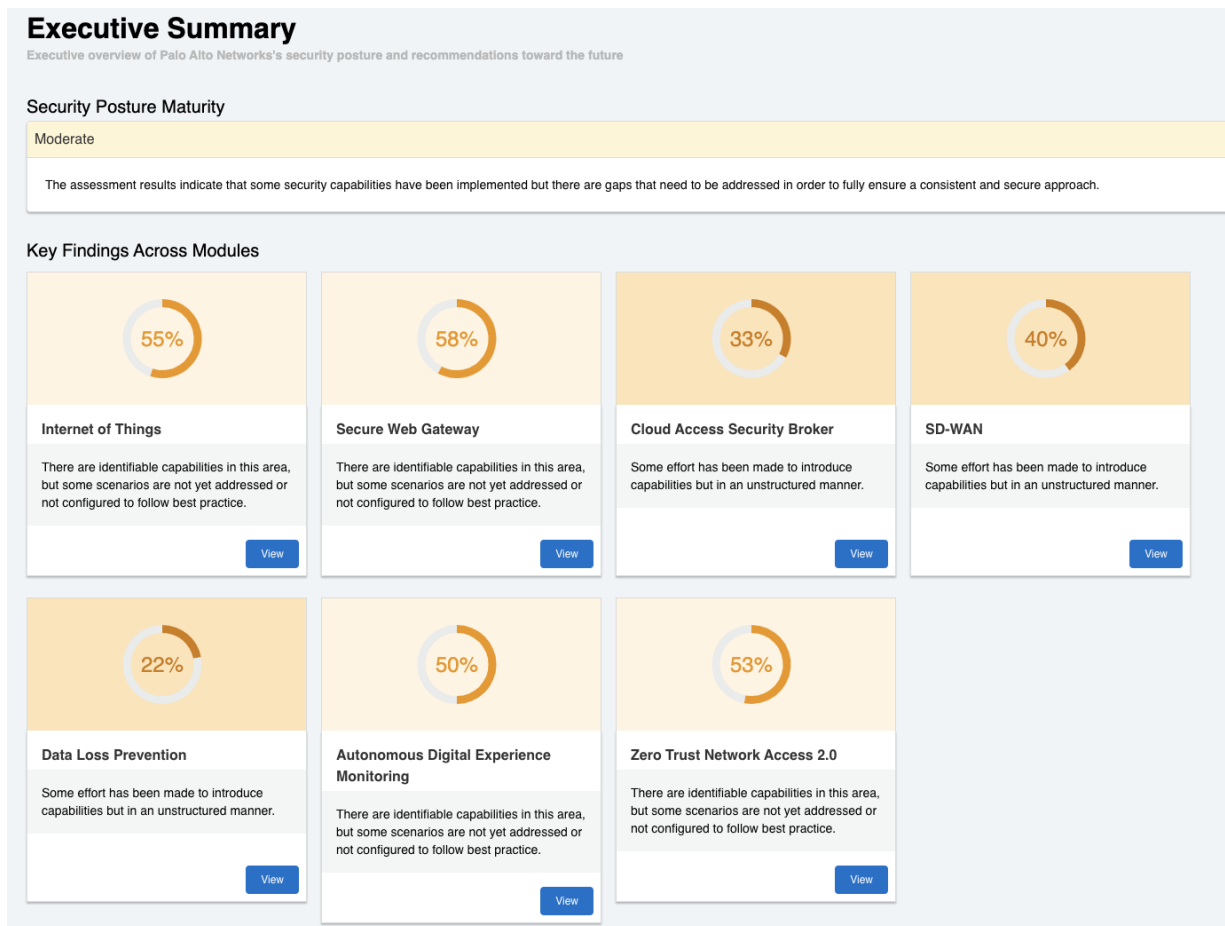 Executive Summary
Executive overview of Palo Alto Networks's security posture and recommendations toward the future
Security Posture Maturity
Moderate
The assessment results indicate that some security capabilities have been implemented but there are gaps that need to be addressed in order to fully ensure a consistent and secure approach.
Key Findings Across Modules
55%
Internet of Things
There are identifiable capabilities in this area,
but some scenarios are not yet addressed or
not configured to follow best practice.
View
58%
Secure Web Gateway
There are identifiable capabilities in this area,
but some scenarios are not yet addressed or
not configured to follow best practice.
View
33%
Cloud Access Security Broker
Some effort has been made to introduce
capabilities but in an unstructured manner.
View
40%
SD-WAN
Some effort has been made to introduce
capabilities but in an unstructured manner.
View
22%
Data Loss Prevention
Some effort has been made to introduce
capabilities but in an unstructured manner.
View
50%
Autonomous Digital Experience
Monitoring
There are identifiable capabilities in this area,
but some scenarios are not yet addressed or
not configured to follow best practice.
View
53%
Zero Trust Network Access 2.0
There are identifiable capabilities in this area,
but some scenarios are not yet addressed or
not configured to follow best practice.
View